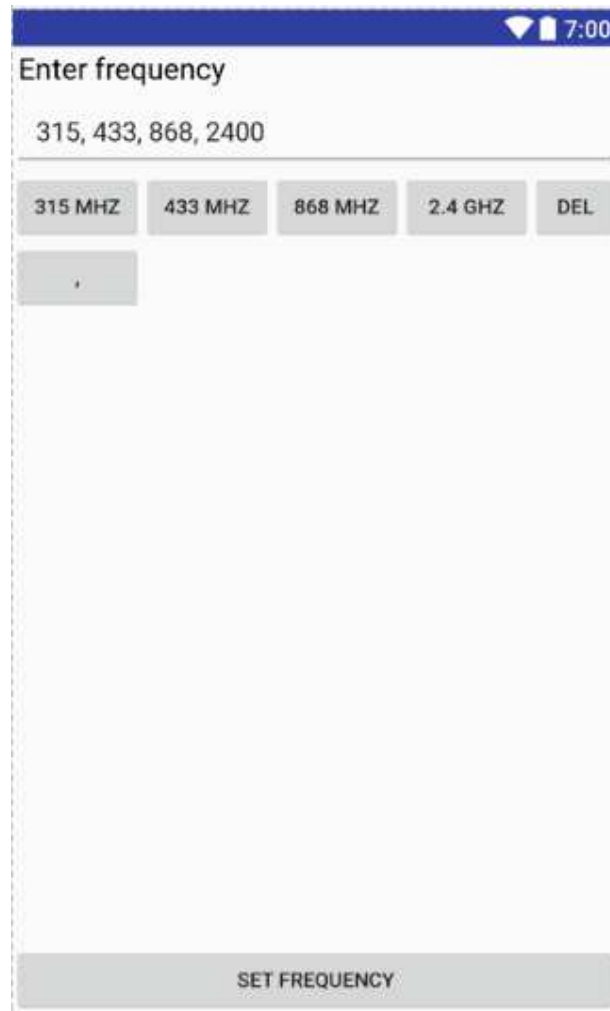 7:00
Enter frequency
315, 433, 868, 2400
315 MHZ 433 MHZ 868 MHZ 2.4 GHZ DEL
,
SET FREQUENCY